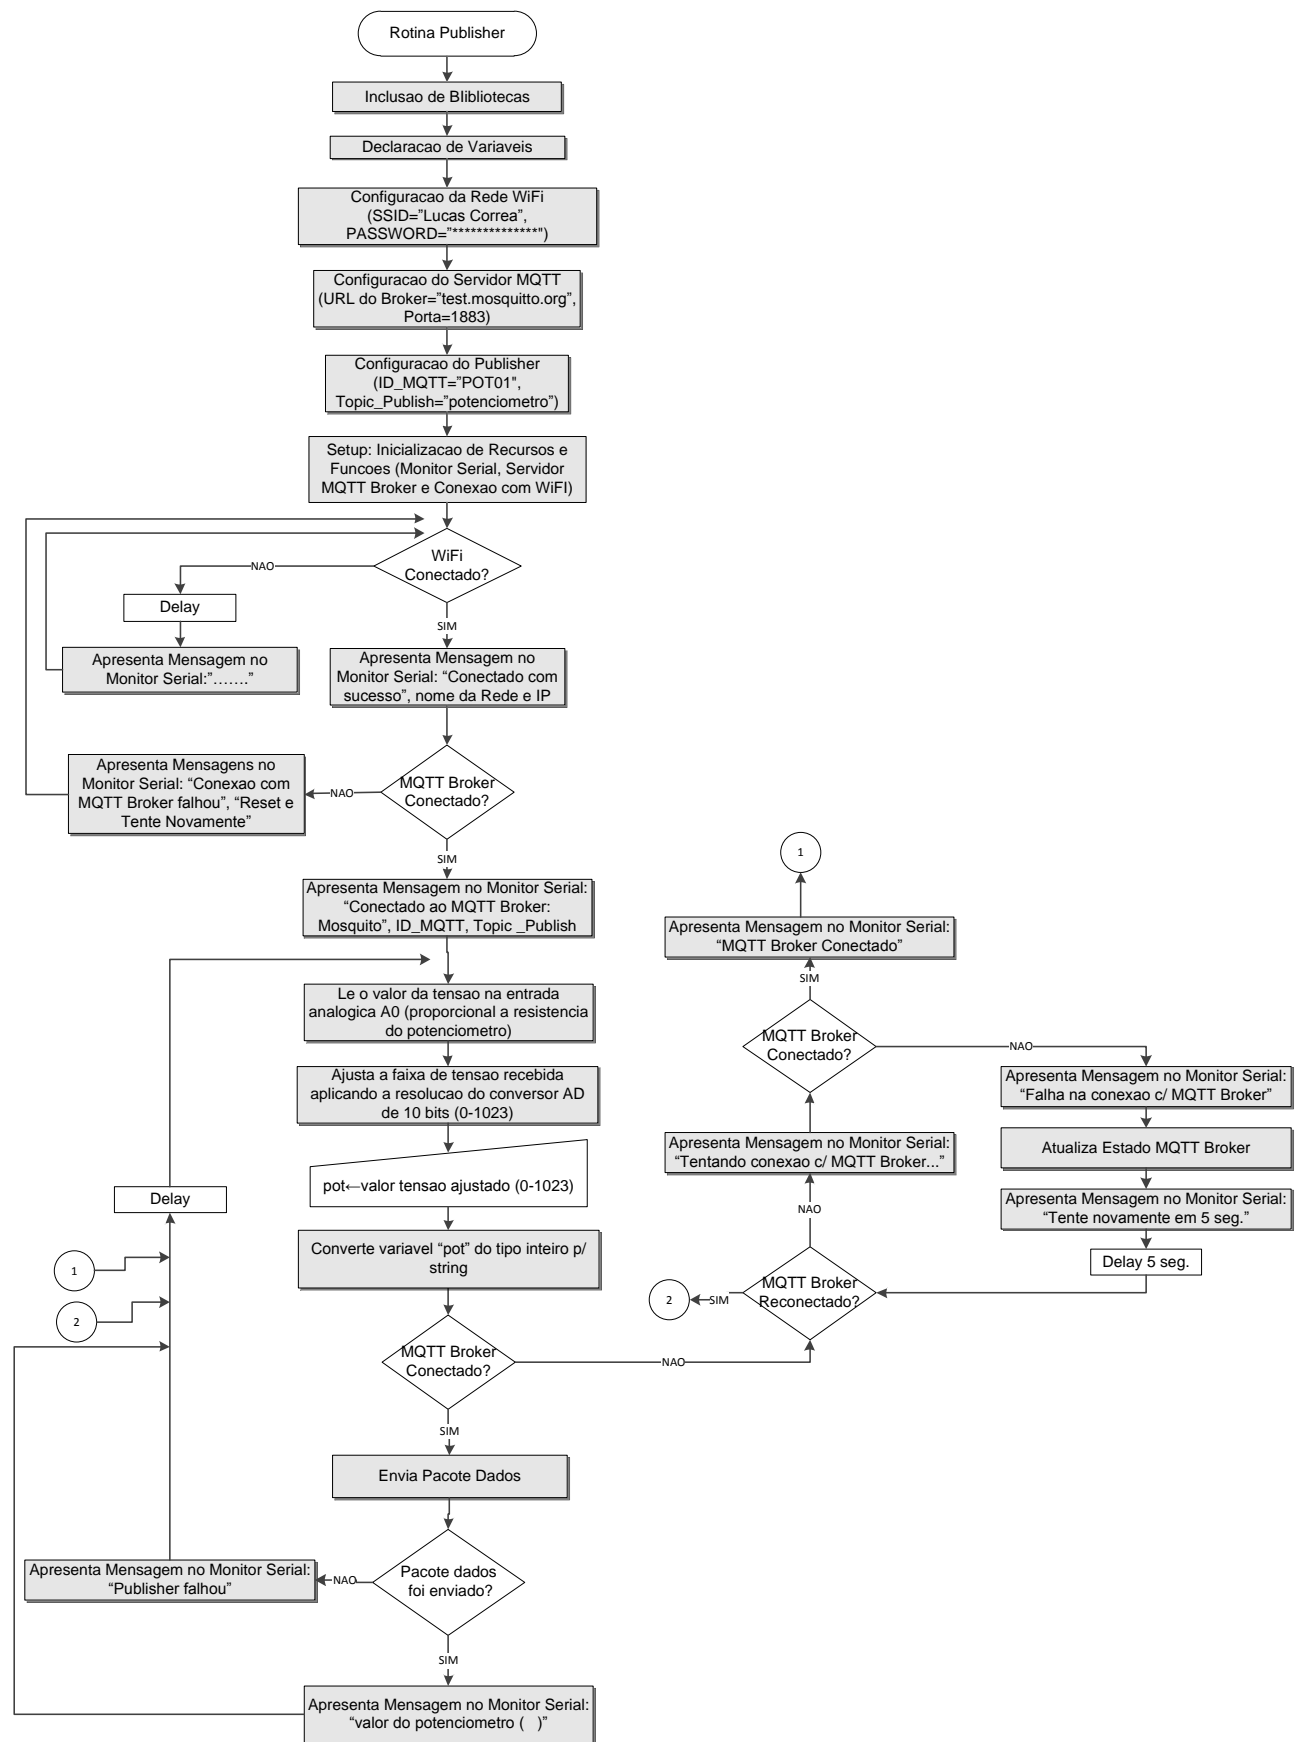 Rotina Publisher
Inclusao de BIibliotecas
Declaracao de Variaveis
Configuracao da Rede WiFi
(SSID=”Lucas Correa”,
PASSWORD=”**************")
Configuracao do Servidor MQTT
(URL do Broker=”test.mosquitto.org”,
Porta=1883)
Configuracao do Publisher
(ID_MQTT=”POT01",
Topic_Publish=”potenciometro”)
Setup: Inicializacao de Recursos e
Funcoes (Monitor Serial, Servidor
MQTT Broker e Conexao com WiFI)
WiFi
Conectado?
NAO
Delay
SIM
Apresenta Mensagem no
Monitor Serial:”…….”
Apresenta Mensagem no
Monitor Serial: “Conectado com
sucesso”, nome da Rede e IP
MQTT Broker
Conectado?
NAO
Apresenta Mensagens no
Monitor Serial: “Conexao com
MQTT Broker falhou”, “Reset e
Tente Novamente”
SIM
Apresenta Mensagem no Monitor Serial:
“Conectado ao MQTT Broker:
Mosquito”, ID_MQTT, Topic _Publish
Le o valor da tensao na entrada
analogica A0 (proporcional a resistencia
do potenciometro)
Ajusta a faixa de tensao recebida
aplicando a resolucao do conversor AD
de 10 bits (0-1023)
pot←valor tensao ajustado (0-1023)
Converte variavel “pot” do tipo inteiro p/
string
Delay
1
2
MQTT Broker
Conectado?
NAO
SIM
Envia Pacote Dados
Pacote dados
foi enviado?
NAO
Apresenta Mensagem no Monitor Serial:
“Publisher falhou”
SIM
Apresenta Mensagem no Monitor Serial:
“valor do potenciometro (   )”
1
Apresenta Mensagem no Monitor Serial:
“MQTT Broker Conectado”
SIM
MQTT Broker
Conectado?
NAO
Apresenta Mensagem no Monitor Serial:
“Falha na conexao c/ MQTT Broker”
Atualiza Estado MQTT Broker
Apresenta Mensagem no Monitor Serial:
“Tente novamente em 5 seg.”
Delay 5 seg.
Apresenta Mensagem no Monitor Serial:
“Tentando conexao c/ MQTT Broker...”
NAO
MQTT Broker
Reconectado?
SIM
2